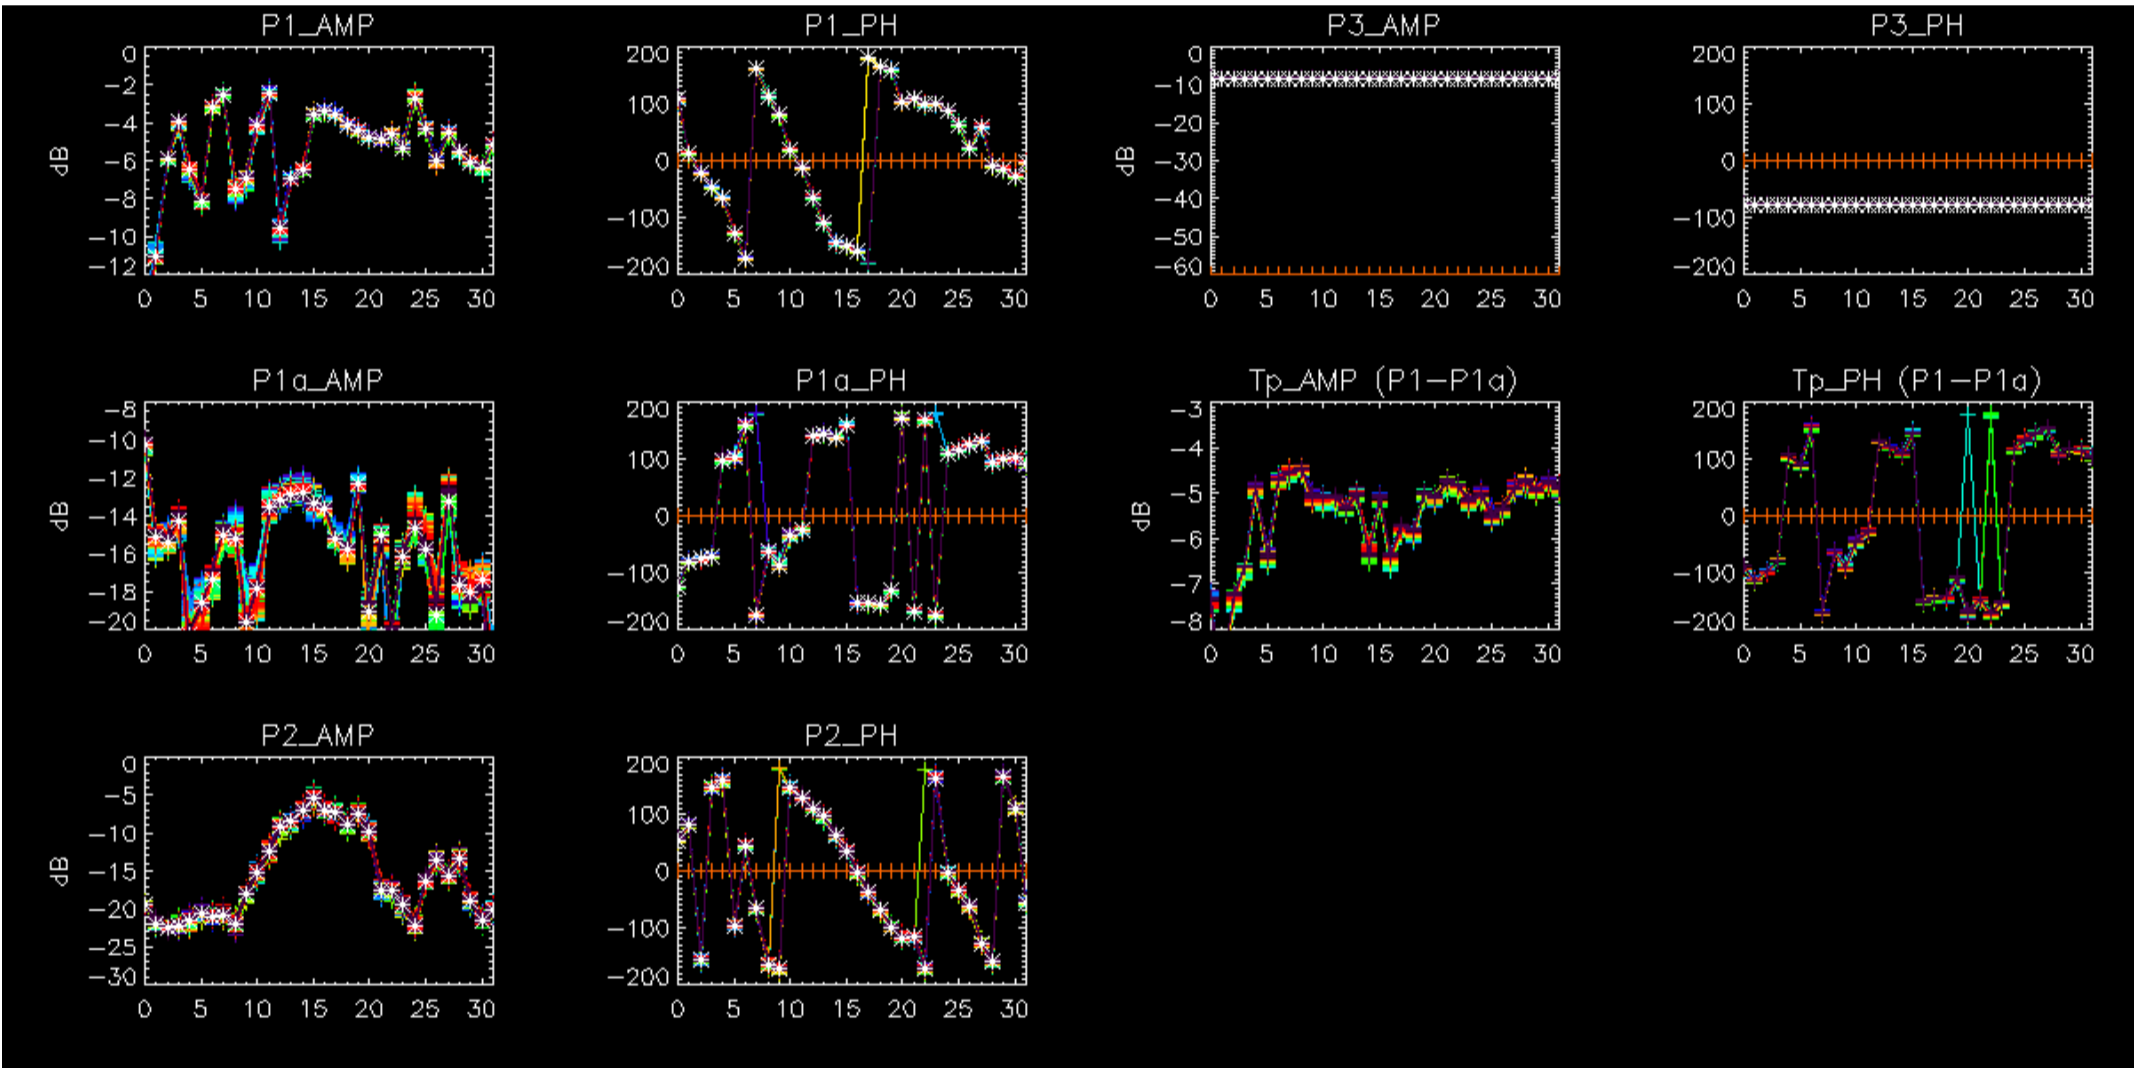 P1_AMP P1_PH P3_AMP P3_PH
0 200 0 200
-2 100 -10 100
-4 0 -20 0
-6 -100 -30 -100
-8 -200 -40 -200
-10 -50
-12 -60
dB dB
0 5 10 15 20 25 30 0 5 10 15 20 25 30 0 5 10 15 20 25 30 0 5 10 15 20 25 30
P1a_AMP P1a_PH Tp_AMP (P1-P1a) Tp_PH (P1-P1a)
-8 200 -3 200
-10 100 -4 100
-12 0 -5 0
-14 -100 -6 -100
-16 -200 -7 -200
-18 -8
-20
dB dB
0 5 10 15 20 25 30 0 5 10 15 20 25 30 0 5 10 15 20 25 30 0 5 10 15 20 25 30
P2_AMP P2_PH
0 200
-5 100
-10 0
-15 -100
-20 -200
-25
-30
dB
0 5 10 15 20 25 30 0 5 10 15 20 25 30